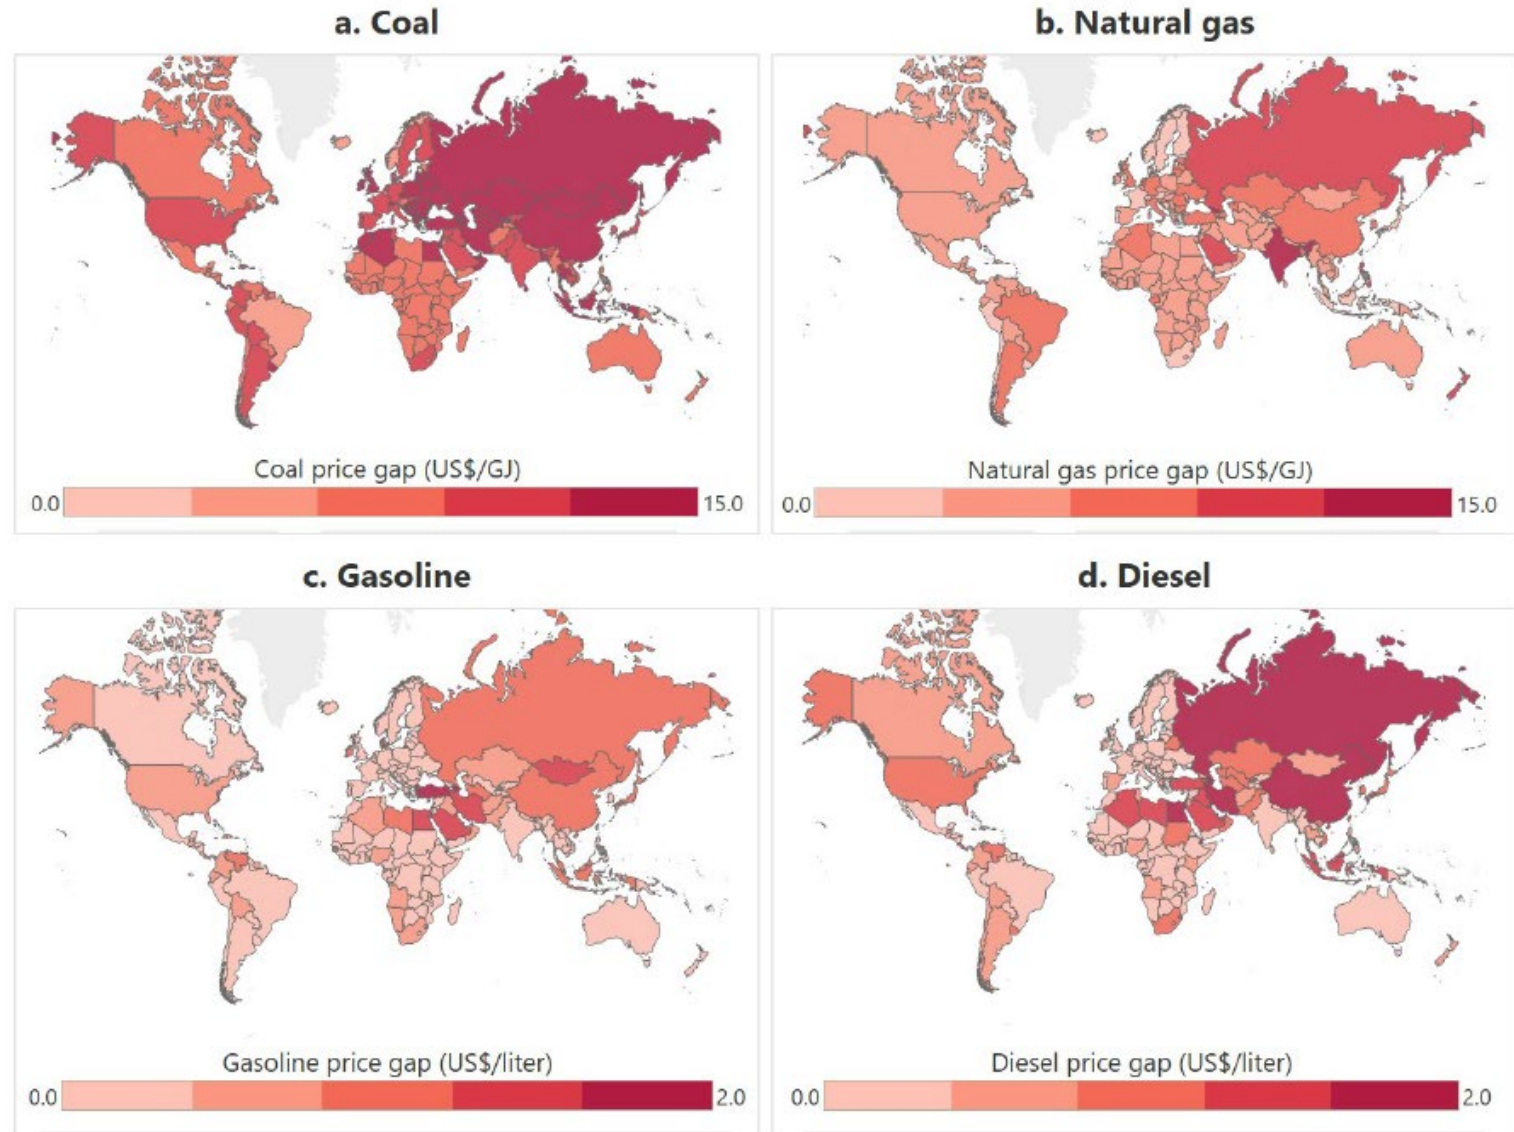 a. Coal
b. Natural gas
Coal price gap (US$/GJ)
0.0
15.0
Natural gas price gap (US$/GJ)
0.0
15.0
c. Gasoline
d. Diesel
Gasoline price gap (US$/liter)
0.0
2.0
Diesel price gap (US$/liter)
0.0
2.0